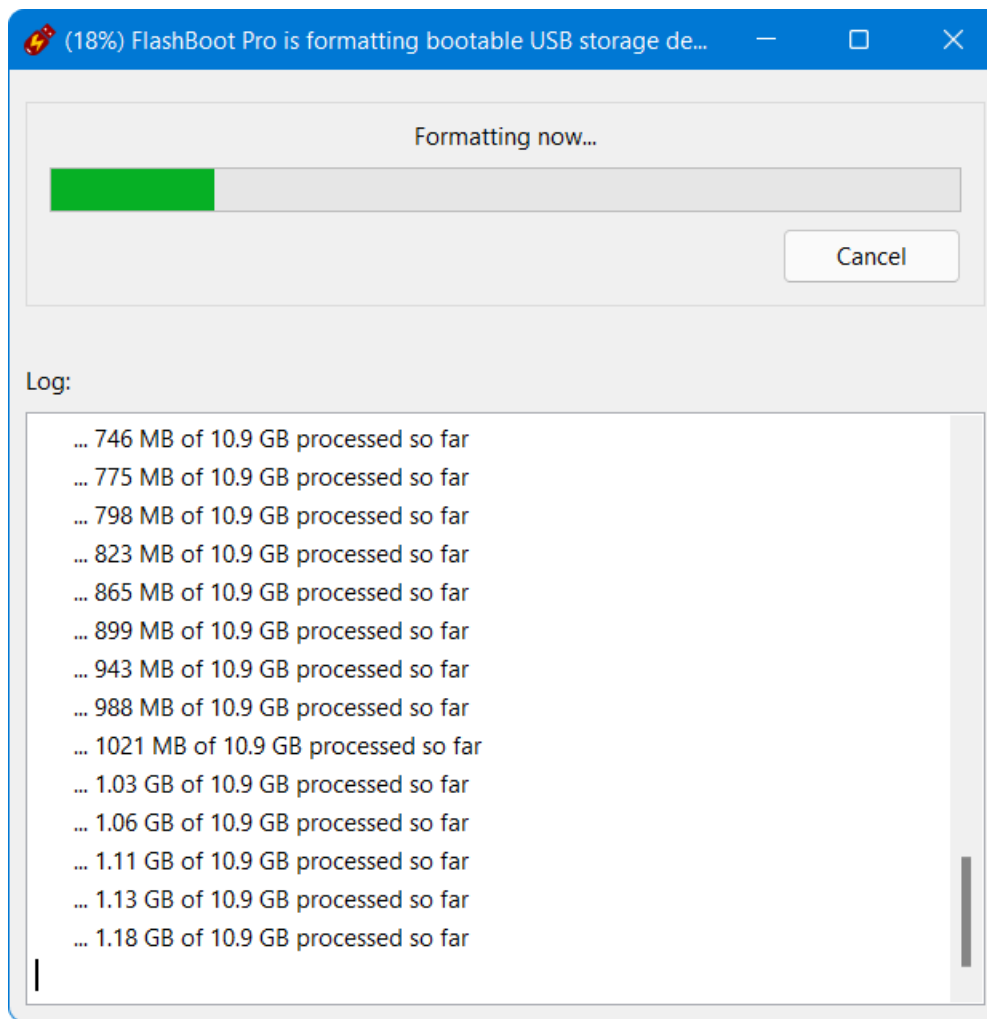 (18%) FlashBoot Pro is formatting bootable USB storage de...
Formatting now...
Cancel
Log:
... 746 MB of 10.9 GB processed so far
... 775 MB of 10.9 GB processed so far
... 798 MB of 10.9 GB processed so far
... 823 MB of 10.9 GB processed so far
... 865 MB of 10.9 GB processed so far
... 899 MB of 10.9 GB processed so far
... 943 MB of 10.9 GB processed so far
... 988 MB of 10.9 GB processed so far
... 1021 MB of 10.9 GB processed so far
... 1.03 GB of 10.9 GB processed so far
... 1.06 GB of 10.9 GB processed so far
... 1.11 GB of 10.9 GB processed so far
... 1.13 GB of 10.9 GB processed so far
... 1.18 GB of 10.9 GB processed so far